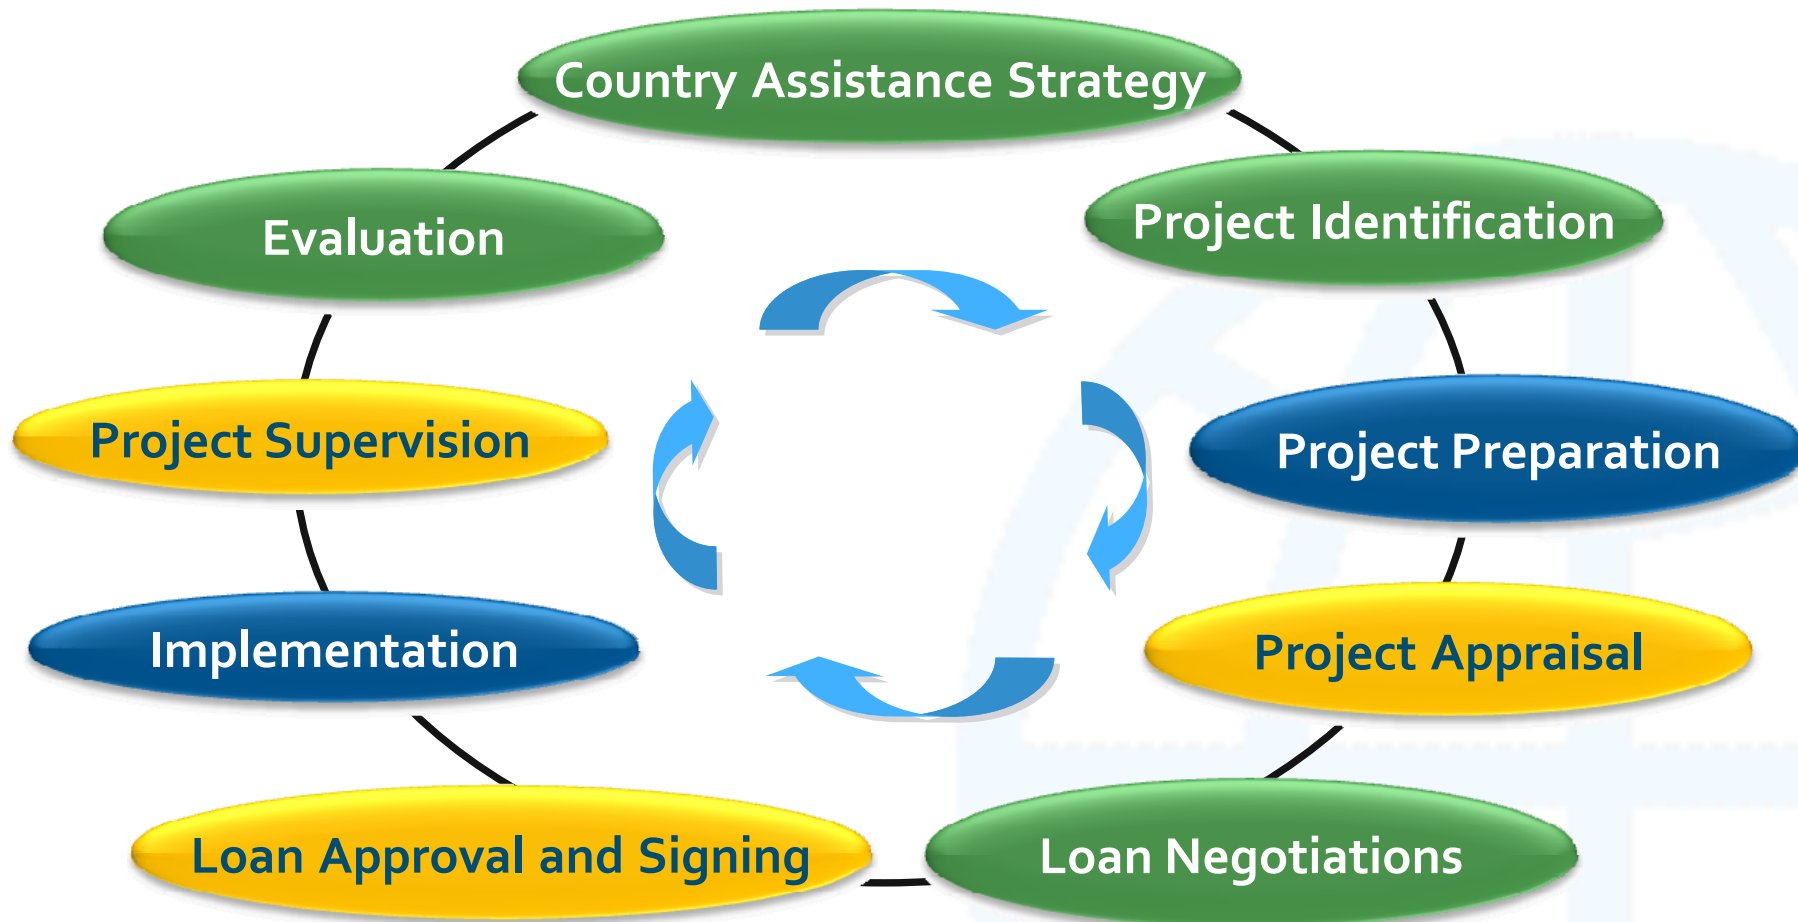 Country Assistance Strategy
Project Identification
Evaluation
Project Supervision
Project Preparation
Implementation
Project Appraisal
Loan Approval and Signing
Loan Negotiations